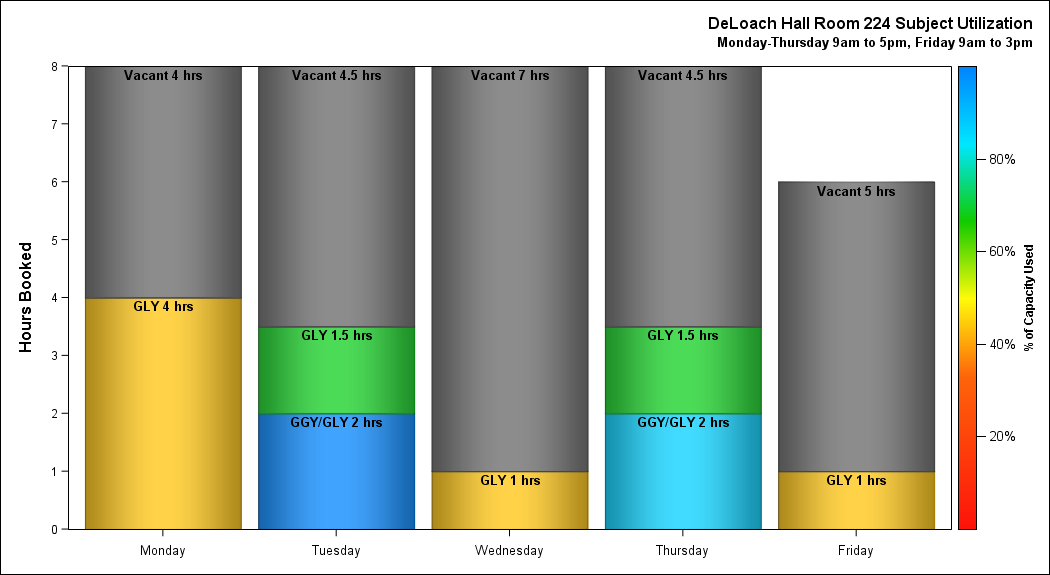 DeLoach Hall Room 224 Subject Utilization
Monday-Thursday 9am to 5pm, Friday 9am to 3pm
Hours Booked
8
7
6
5
4
3
2
1
0
Vacant 4 hrs
GLY 4 hrs
Vacant 4.5 hrs
GLY 1.5 hrs
GGY/GLY 2 hrs
Vacant 7 hrs
GLY 1 hrs
Vacant 4.5 hrs
GLY 1.5 hrs
GGY/GLY 2 hrs
Vacant 5 hrs
GLY 1 hrs
Monday
Tuesday
Wednesday
Thursday
Friday
80%
60%
40%
20%
% of Capacity Used